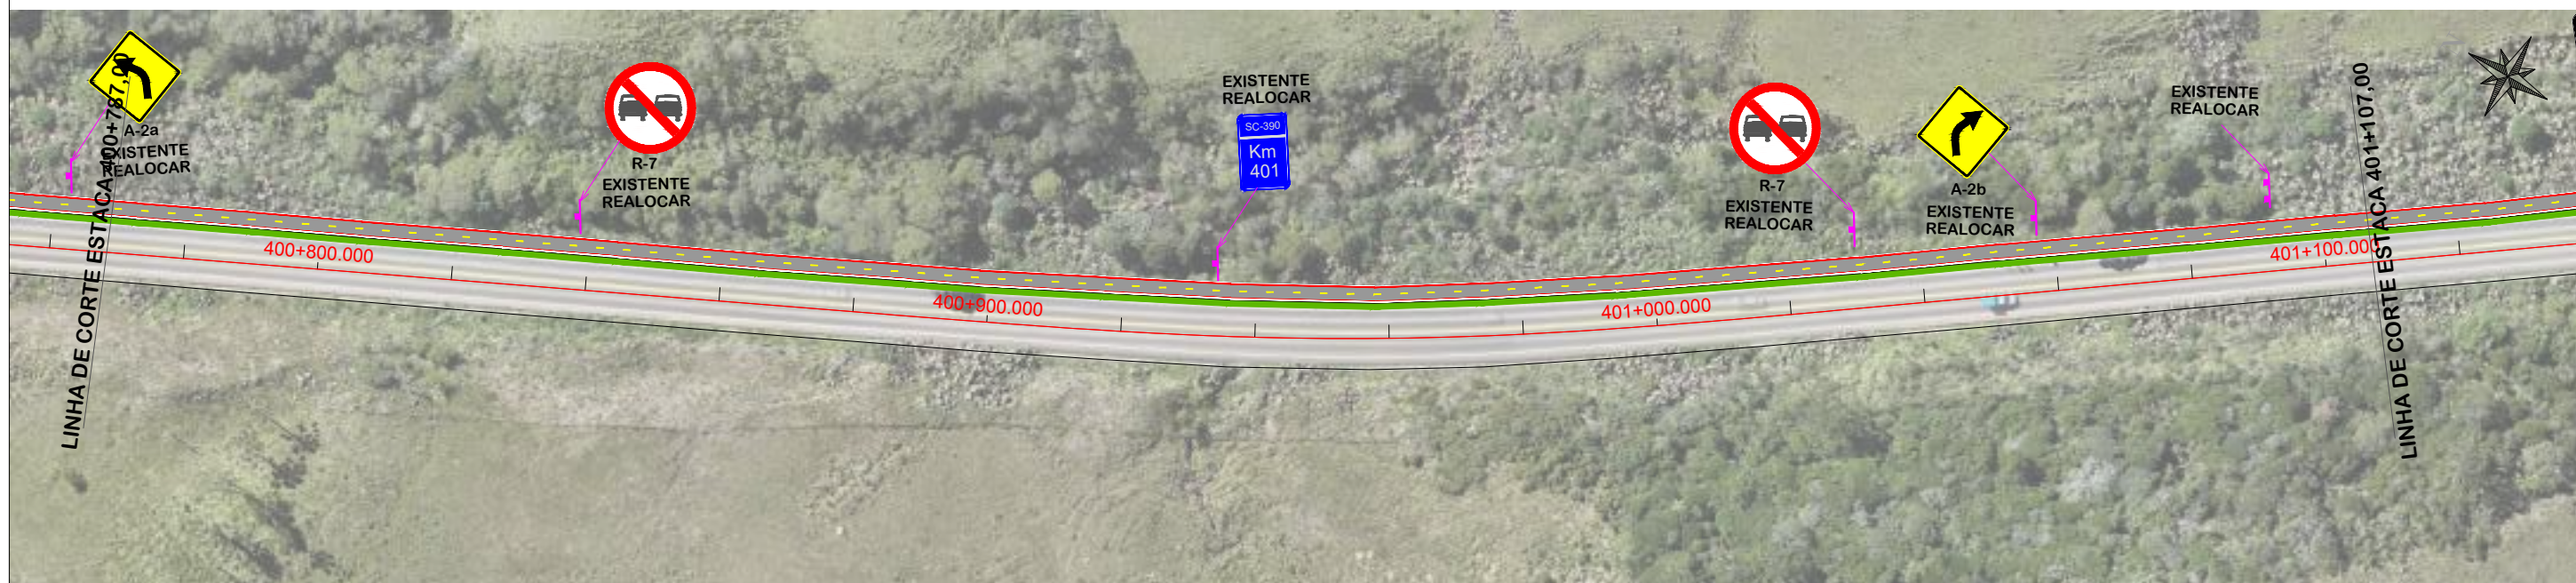 LINHA DE CORTE ESTACA 400+787,00
A-2a
EXISTENTE
REALOCAR
400+800.000
R-7
EXISTENTE
REALOCAR
400+900.000
EXISTENTE
REALOCAR
SC-390
Km
401
401+000.000
R-7
EXISTENTE
REALOCAR
A-2b
EXISTENTE
REALOCAR
EXISTENTE
REALOCAR
401+100.000
LINHA DE CORTE ESTACA 401+107,00